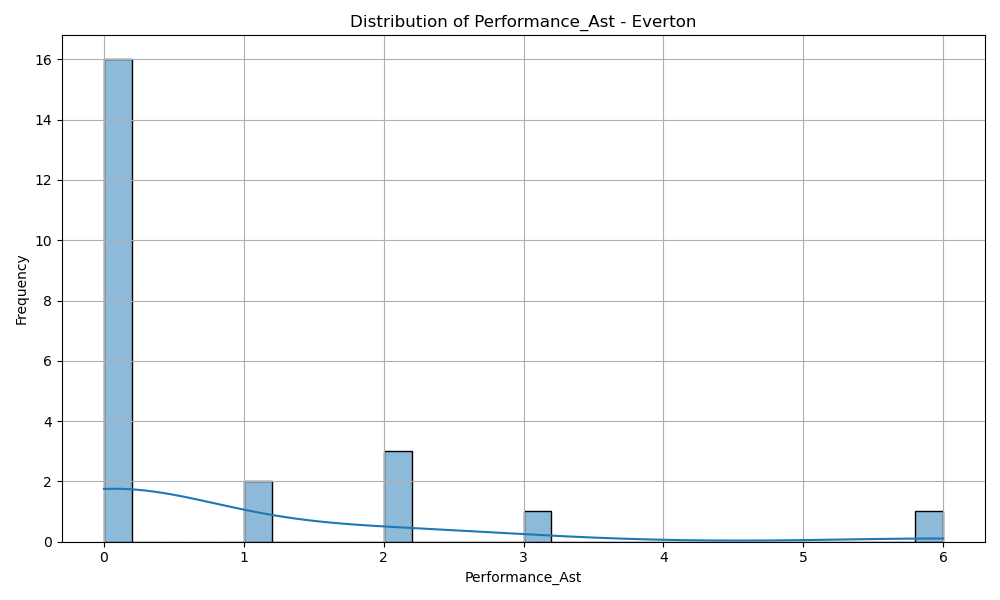 Distribution of Performance_Ast - Everton
Frequency
16
14
12
10
8
6
4
2
0
0 1 2 3 4 5 6
Performance_Ast